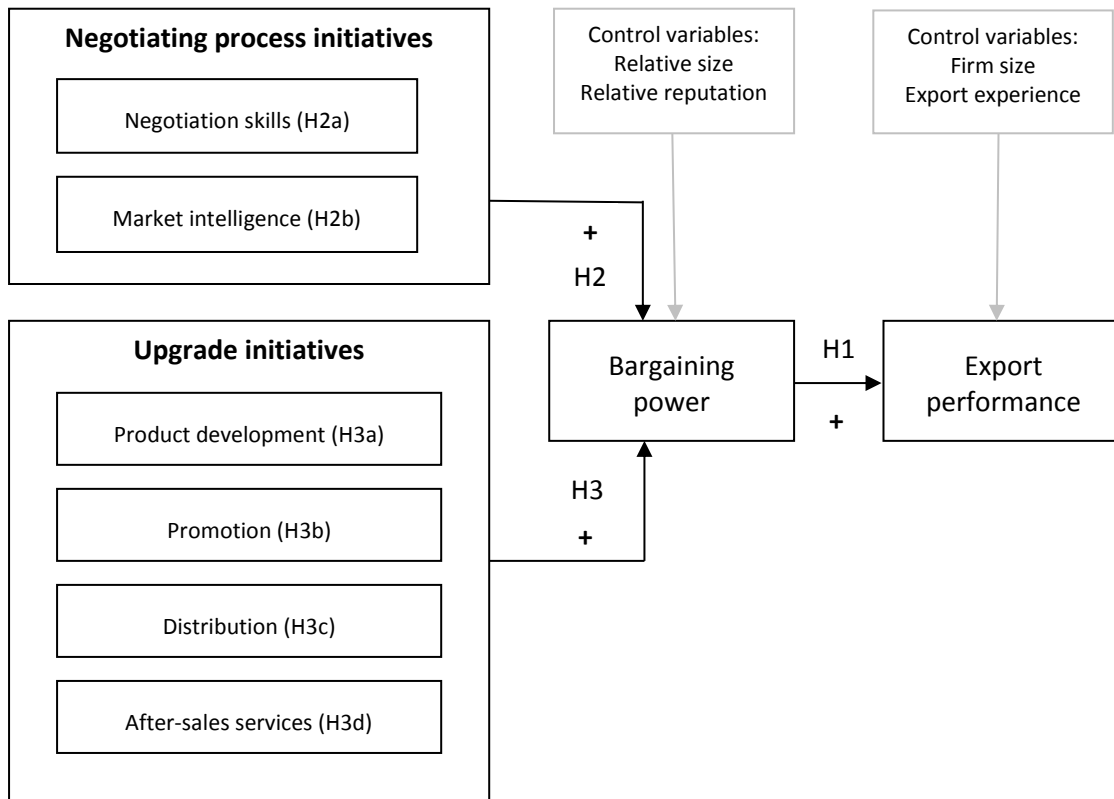 Negotiating process initiatives
Negotiation skills (H2a)
Market intelligence (H2b)
Upgrade initiatives
Product development (H3a)
Promotion (H3b)
Distribution (H3c)
After-sales services (H3d)
Control variables:
Relative size
Relative reputation
Control variables:
Firm size
Export experience
+
H2
Bargaining
power
H3
+
H1
+
Export
performance